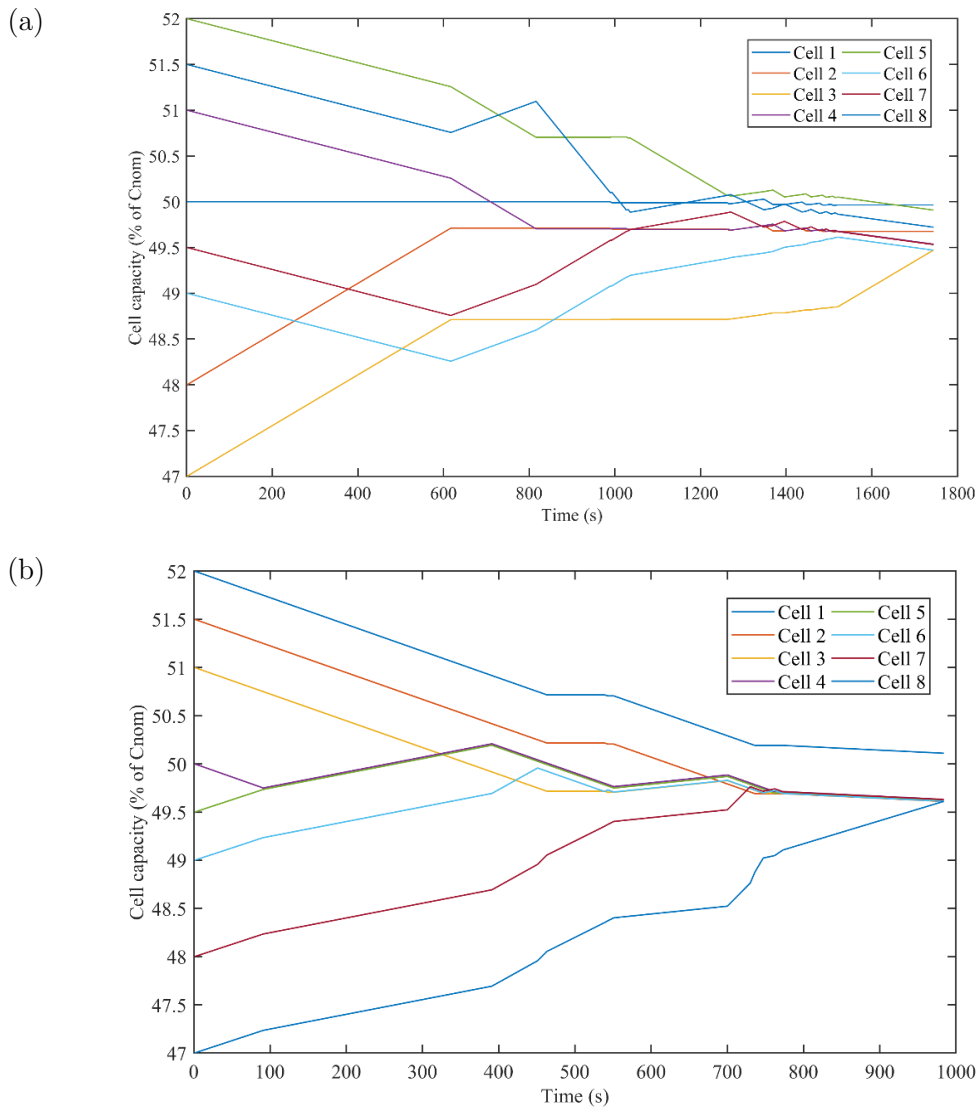 (a)
52
51.5
51
50.5
50
49.5
49
48.5
48
47.5
47
Cell capacity (% of Cnom)
Cell 1 Cell 5
Cell 2 Cell 6
Cell 3 Cell 7
Cell 4 Cell 8
0 200 400 600 800 1000 1200 1400 1600 1800
Time (s)
(b)
52
51.5
51
50.5
50
49.5
49
48.5
48
47.5
47
Cell capacity (% of Cnom)
Cell 1 Cell 5
Cell 2 Cell 6
Cell 3 Cell 7
Cell 4 Cell 8
0 100 200 300 400 500 600 700 800 900 1000
Time (s)